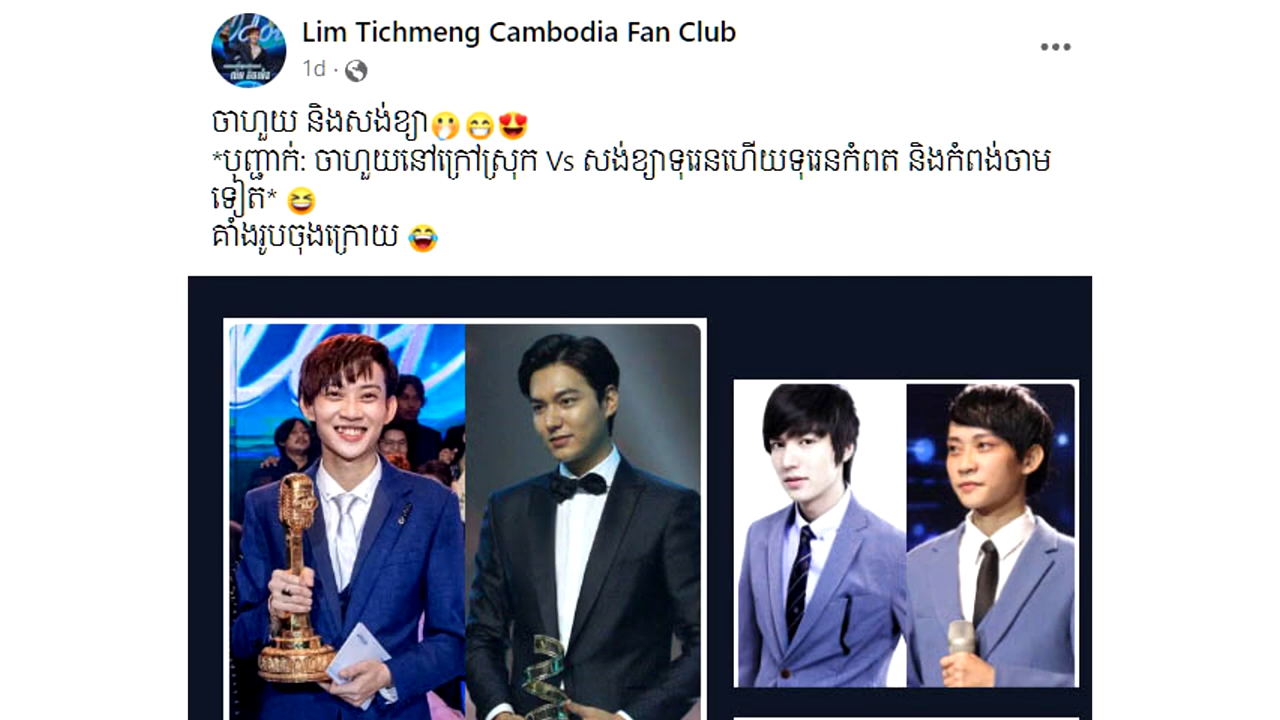 Lim Tichmeng Cambodia Fan Club
1d ·
ចាហួយ និងសង់ខ្យា🫢😁😍
*បញ្ជាក់: ចាហួយនៅក្រៅស្រុក Vs សង់ខ្យាទុរេនហើយទុរេនកំពត និងកំពង់ចាម
ទៀត* 😆
គាំងរូបចុងក្រោយ 😂